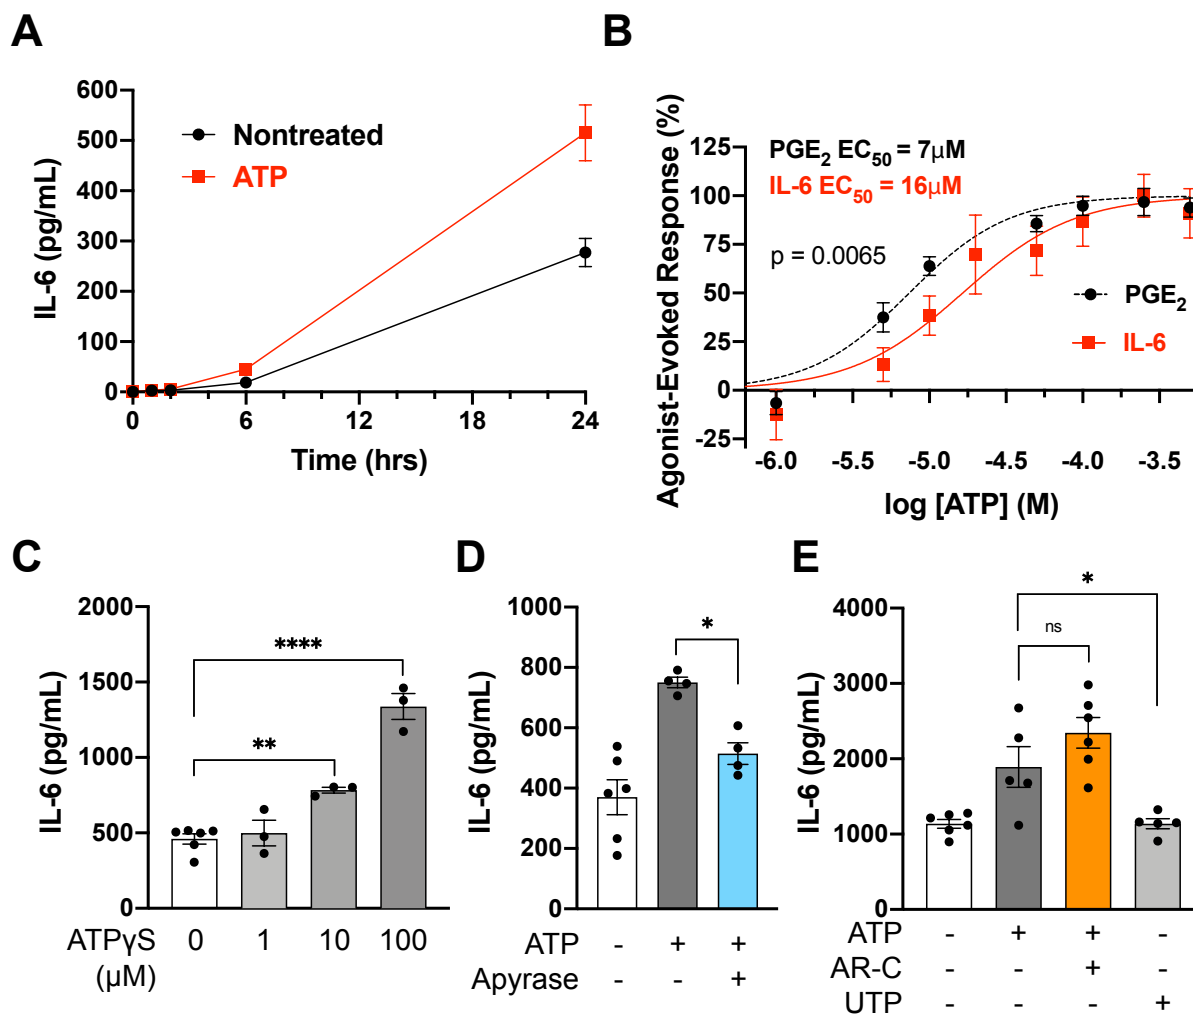 A
600
500
400
300
200
100
0
IL-6 (pg/mL)
Nontreated
ATP
0 6 12 18 24
Time (hrs)
B
125
100
75
50
25
0
-25
Agonist-Evoked Response (%)
PGE2 EC50 = 7μM
IL-6 EC50 = 16μM
p = 0.0065
PGE2
IL-6
-6.0 -5.5 -5.0 -4.5 -4.0 -3.5
log [ATP] (M)
C
2000
1500
1000
500
0
IL-6 (pg/mL)
****
**
ATPγS 0 1 10 100
(μM)
D
1000
800
600
400
200
0
IL-6 (pg/mL)
*
ATP - + +
Apyrase - - +
E
4000
3000
2000
1000
0
IL-6 (pg/mL)
*
ns
ATP - + + -
AR-C - - + -
UTP - - - +